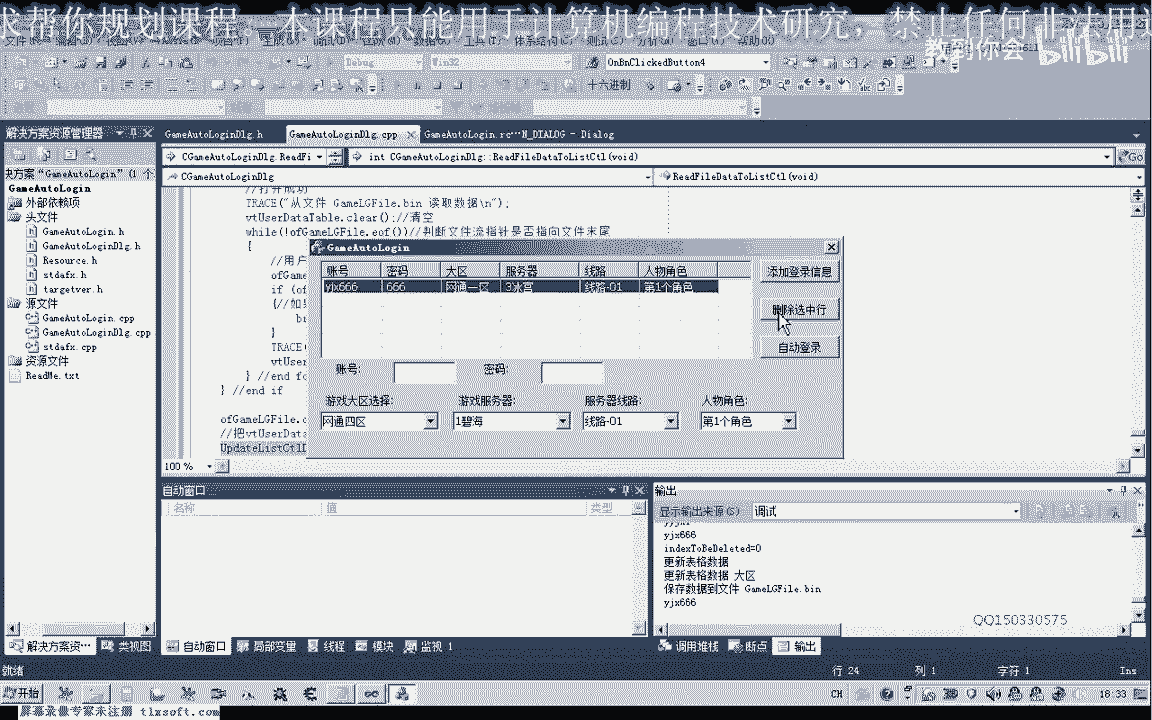 求帮你规划课程。 本课程只能用于计算机编程技术研究，禁止任何非法用途
教到你会 bilibili
Debug Win32 OnBnClickedButton4
十六进制
解决方案资源管理器
GameAutoLoginDlg.h GameAutoLoginDlg.cpp GameAutoLogin.rc…N_DIALOG - Dialog
CGameAutoLoginDlg.ReadFi int CGameAutoLoginDlg::ReadFileDataToListCtl(void) Go
CGameAutoLoginDlg ReadFileDataToListCtl(void)
决方案"GameAutoLogin"(1 个
GameAutoLogin
外部依赖项
头文件
GameAutoLogin.h
GameAutoLoginDlg.h
Resource.h
stdafx.h
targetver.h
源文件
GameAutoLogin.cpp
GameAutoLoginDlg.cpp
stdafx.cpp
资源文件
ReadMe.txt
//打开成功
TRACE("从文件 GameLGFile.bin 读取数据\n");
vtUserDataTable.clear();//清空
while(!ofGameLGFile.eof())//判断文件流指针是否指向文件末尾
{
//用户
ofGame
if (of
{//如果
br
}
TRACE(
vtUser
} //end fo
} //end if
ofGameLGFile.c
//把vtUserData
UpdateListCtlD
100 %
GameAutoLogin
账号 密码 大区 服务器 线路 人物角色
yjx666 666 网通一区 3冰宫 线路-01 第1个角色
添加登录信息
删除选中行
自动登录
账号: 密码:
游戏大区选择: 游戏服务器: 服务器线路: 人物角色:
网通四区 1碧海 线路-01 第1个角色
自动窗口
名称 值 类型
输出
显示输出来源(S): 调试
yjx666
indexToBeDeleted=0
更新表格数据
更新表格数据 大区
保存数据到文件 GameLGFile.bin
yjx666
QQ150330575
解决方案资… 类视图 自动窗口 局部变量 线程 模块 监视 1 调用堆栈 断点 输出
就绪 行 24 列 1 字符 1 Ins
开始 CH 18:33
屏幕录像专家未注册 tlxsoft.com